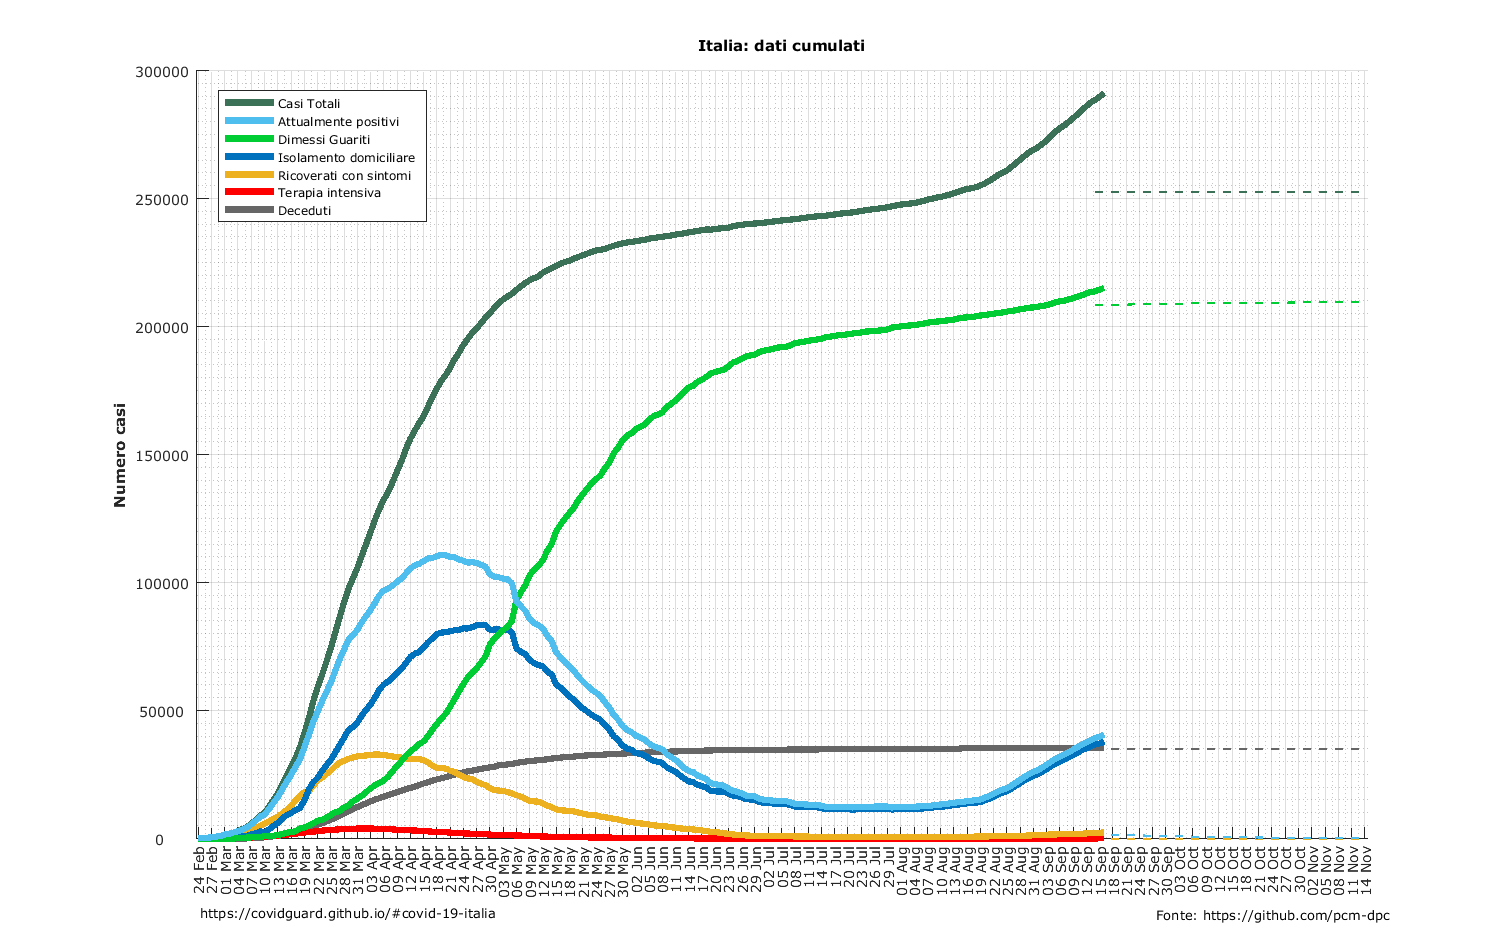 Italia: dati cumulati
300000
250000
200000
150000
100000
50000
0
Numero casi
Casi Totali
Attualmente positivi
Dimessi Guariti
Isolamento domiciliare
Ricoverati con sintomi
Terapia intensiva
Deceduti
24 Feb
27 Feb
01 Mar
04 Mar
07 Mar
10 Mar
13 Mar
16 Mar
19 Mar
22 Mar
25 Mar
28 Mar
31 Mar
03 Apr
06 Apr
09 Apr
12 Apr
15 Apr
18 Apr
21 Apr
24 Apr
27 Apr
30 Apr
03 May
06 May
09 May
12 May
15 May
18 May
21 May
24 May
27 May
30 May
02 Jun
05 Jun
08 Jun
11 Jun
14 Jun
17 Jun
20 Jun
23 Jun
26 Jun
29 Jun
02 Jul
05 Jul
08 Jul
11 Jul
14 Jul
17 Jul
20 Jul
23 Jul
26 Jul
29 Jul
01 Aug
04 Aug
07 Aug
10 Aug
13 Aug
16 Aug
19 Aug
22 Aug
25 Aug
28 Aug
31 Aug
03 Sep
06 Sep
09 Sep
12 Sep
15 Sep
18 Sep
21 Sep
24 Sep
27 Sep
30 Sep
03 Oct
06 Oct
09 Oct
12 Oct
15 Oct
18 Oct
21 Oct
24 Oct
27 Oct
30 Oct
02 Nov
05 Nov
08 Nov
11 Nov
14 Nov
https://covidguard.github.io/#covid-19-italia
Fonte: https://github.com/pcm-dpc